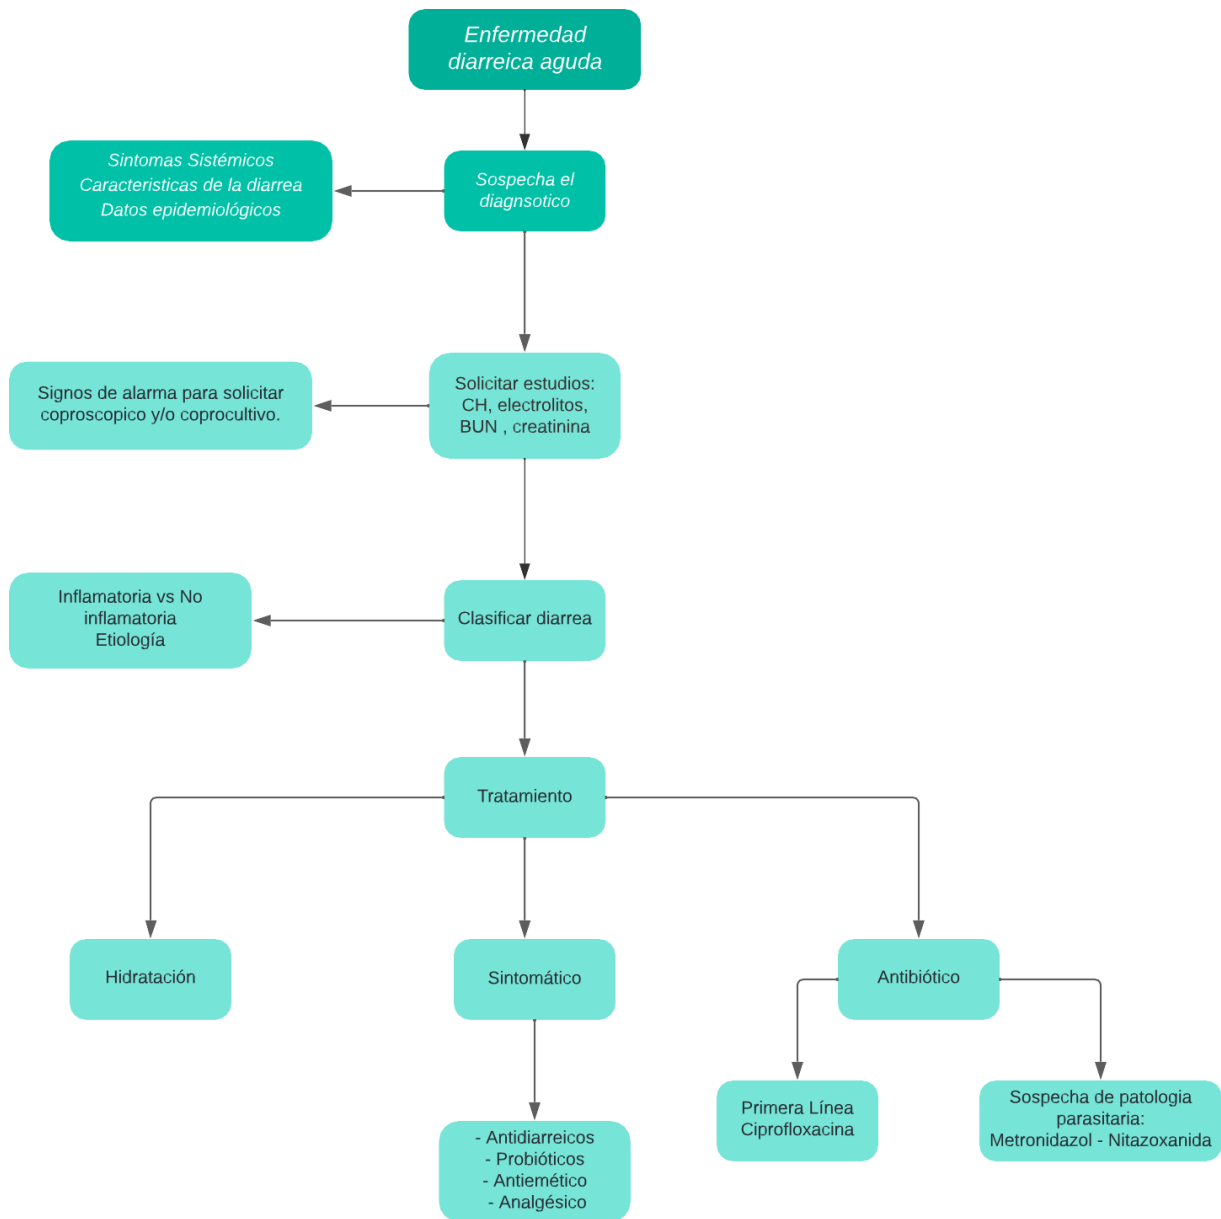 Enfermedad
diarreica aguda
Sintomas Sistémicos
Caracteristicas de la diarrea
Datos epidemiológicos
Sospecha el
diagnsotico
Signos de alarma para solicitar
coproscopico y/o coprocultivo.
Solicitar estudios:
CH, electrolitos,
BUN , creatinina
Inflamatoria vs No
inflamatoria
Etiología
Clasificar diarrea
Tratamiento
Hidratación
Sintomático
Antibiótico
- Antidiarreicos
- Probióticos
- Antiemético
- Analgésico
Primera Línea
Ciprofloxacina
Sospecha de patologia
parasitaria:
Metronidazol - Nitazoxanida